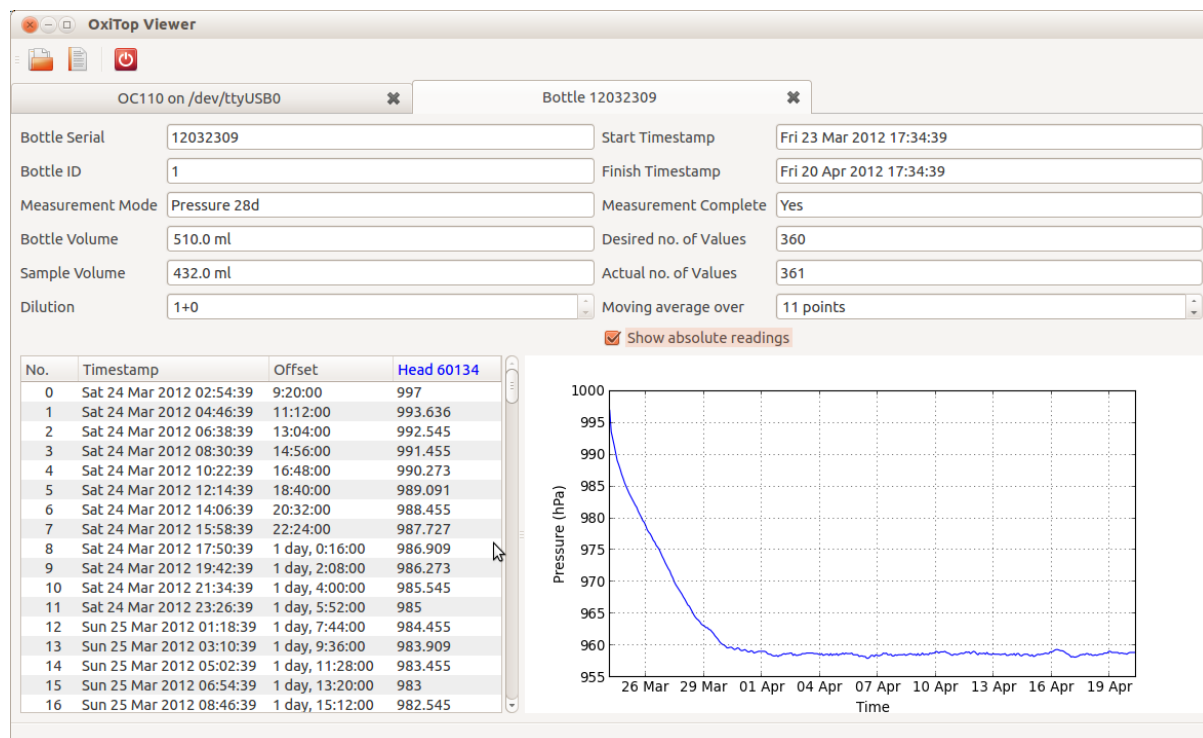 OxiTop Viewer
OC110 on /dev/ttyUSB0 Bottle 12032309
Bottle Serial 12032309 Start Timestamp Fri 23 Mar 2012 17:34:39
Bottle ID 1 Finish Timestamp Fri 20 Apr 2012 17:34:39
Measurement Mode Pressure 28d Measurement Complete Yes
Bottle Volume 510.0 ml Desired no. of Values 360
Sample Volume 432.0 ml Actual no. of Values 361
Dilution 1+0 Moving average over 11 points
Show absolute readings
No. Timestamp Offset Head 60134
0 Sat 24 Mar 2012 02:54:39 9:20:00 997
1 Sat 24 Mar 2012 04:46:39 11:12:00 993.636
2 Sat 24 Mar 2012 06:38:39 13:04:00 992.545
3 Sat 24 Mar 2012 08:30:39 14:56:00 991.455
4 Sat 24 Mar 2012 10:22:39 16:48:00 990.273
5 Sat 24 Mar 2012 12:14:39 18:40:00 989.091
6 Sat 24 Mar 2012 14:06:39 20:32:00 988.455
7 Sat 24 Mar 2012 15:58:39 22:24:00 987.727
8 Sat 24 Mar 2012 17:50:39 1 day, 0:16:00 986.909
9 Sat 24 Mar 2012 19:42:39 1 day, 2:08:00 986.273
10 Sat 24 Mar 2012 21:34:39 1 day, 4:00:00 985.545
11 Sat 24 Mar 2012 23:26:39 1 day, 5:52:00 985
12 Sun 25 Mar 2012 01:18:39 1 day, 7:44:00 984.455
13 Sun 25 Mar 2012 03:10:39 1 day, 9:36:00 983.909
14 Sun 25 Mar 2012 05:02:39 1 day, 11:28:00 983.455
15 Sun 25 Mar 2012 06:54:39 1 day, 13:20:00 983
16 Sun 25 Mar 2012 08:46:39 1 day, 15:12:00 982.545
Pressure (hPa)
1000
995
990
985
980
975
970
965
960
955
26 Mar 29 Mar 01 Apr 04 Apr 07 Apr 10 Apr 13 Apr 16 Apr 19 Apr
Time